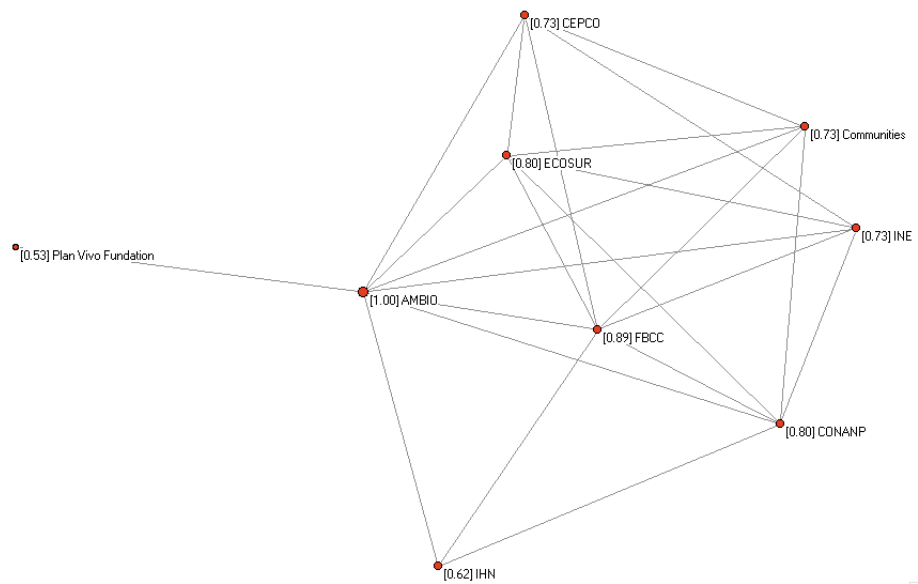 [0.73] CEPCO
[0.73] Communities
[0.80] ECOSUR
[0.73] INE
[0.53] Plan Vivo Fundation
[1.00] AMBIO
[0.89] FBCC
[0.80] CONANP
[0.62] IHN